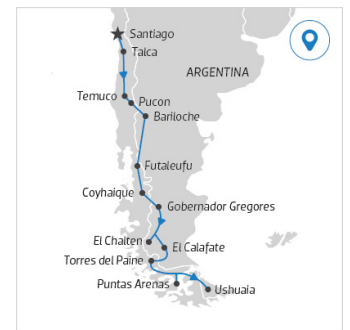 Santiago
Talca
ARGENTINA
Temuco
Pucon
Bariloche
Futaleufu
Coyhaique
Gobernador Gregores
El Chalten
El Calafate
Torres del Paine
Puntas Arenas
Ushuaia